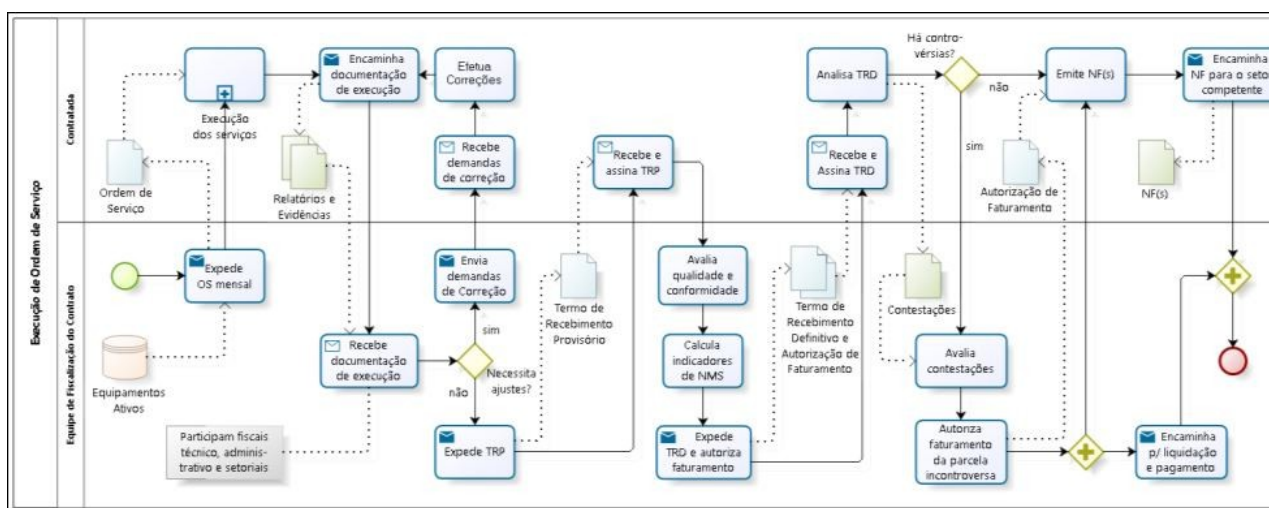 Execução de Ordem de Serviço
Contratada
Equipe de Fiscalização do Contrato
Execução
dos serviços
Encaminha
documentação
de execução
Efetua
Correções
Analisa TRD
Há contro-
vérsias?
não
sim
Emite NF(s)
Encaminha
NF para o setor
competente
Ordem de
Serviço
Relatórios e
Evidências
Recebe
demandas
de correção
Recebe e
assina TRP
Recebe e
Assina TRD
Autorização de
Faturamento
NF(s)
Expede
OS mensal
Envia
demandas
de Correção
Termo de
Recebimento
Provisório
Avalia
qualidade e
conformidade
Termo de
Recebimento
Definitivo e
Autorização de
Faturamento
Contestações
Equipamentos
Ativos
Recebe
documentação
de execução
sim
Necessita
ajustes?
não
Calcula
indicadores
de NMS
Avalia
contestações
Participam fiscais
técnico, adminis-
trativo e setoriais
Expede TRP
Expede
TRD e autoriza
faturamento
Autoriza
faturamento
da parcela
incontroversa
Encaminha
p/ liquidação
e pagamento